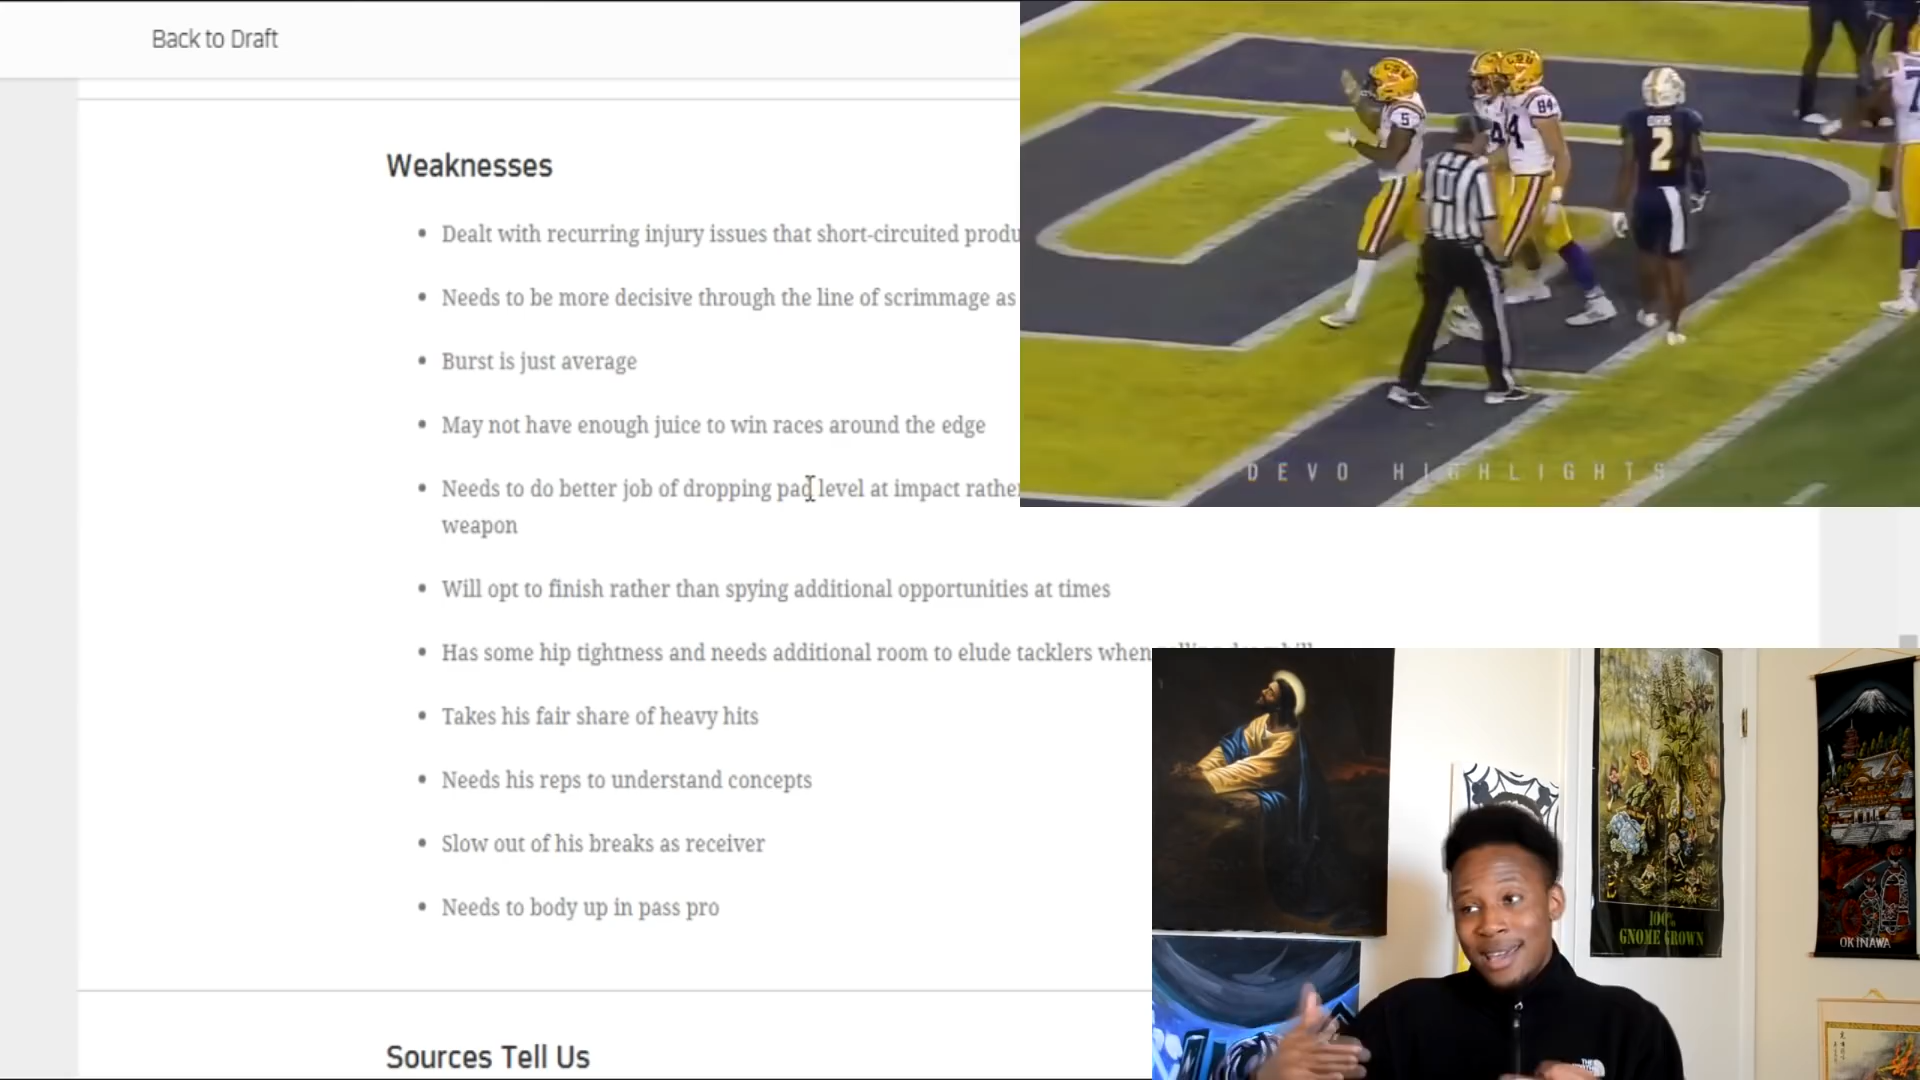 Back to Draft
Weaknesses
Dealt with recurring injury issues that short-circuited produ
Needs to be more decisive through the line of scrimmage as
Burst is just average
May not have enough juice to win races around the edge
Needs to do better job of dropping pad level at impact rather
weapon
Will opt to finish rather than spying additional opportunities at times
Has some hip tightness and needs additional room to elude tacklers when
Takes his fair share of heavy hits
Needs his reps to understand concepts
Slow out of his breaks as receiver
Needs to body up in pass pro
Sources Tell Us
LSU
5
LSU
84
2
DEVO HIGHLIGHTS
100%
GNOME GROWN
OKINAWA
THE
NORTH